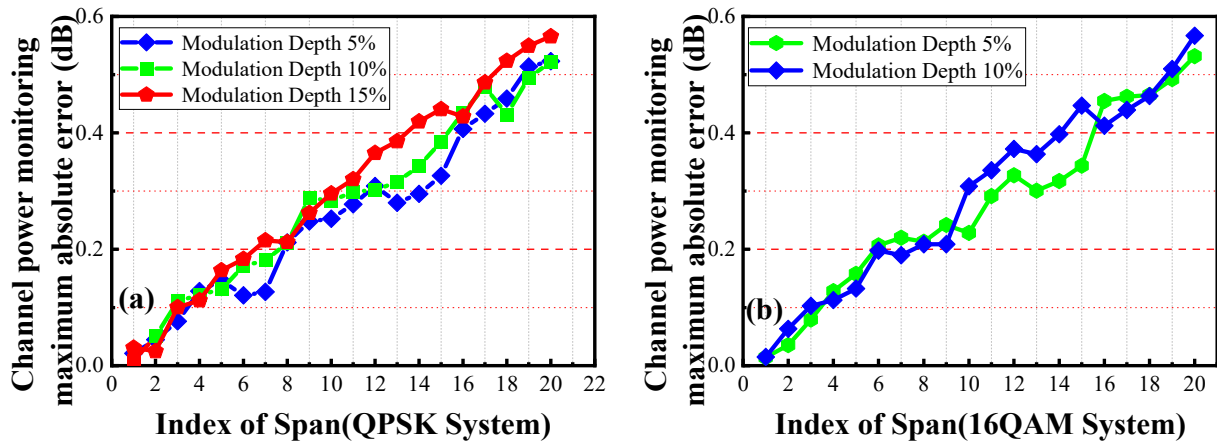 Channel power monitoring
maximum absolute error (dB)
0.6
0.4
0.2
0.0
Modulation Depth 5%
Modulation Depth 10%
Modulation Depth 15%
(a)
0 2 4 6 8 10 12 14 16 18 20 22
Index of Span(QPSK System)
Channel power monitoring
maximum absolute error (dB)
0.6
0.4
0.2
0.0
Modulation Depth 5%
Modulation Depth 10%
(b)
0 2 4 6 8 10 12 14 16 18 20
Index of Span(16QAM System)